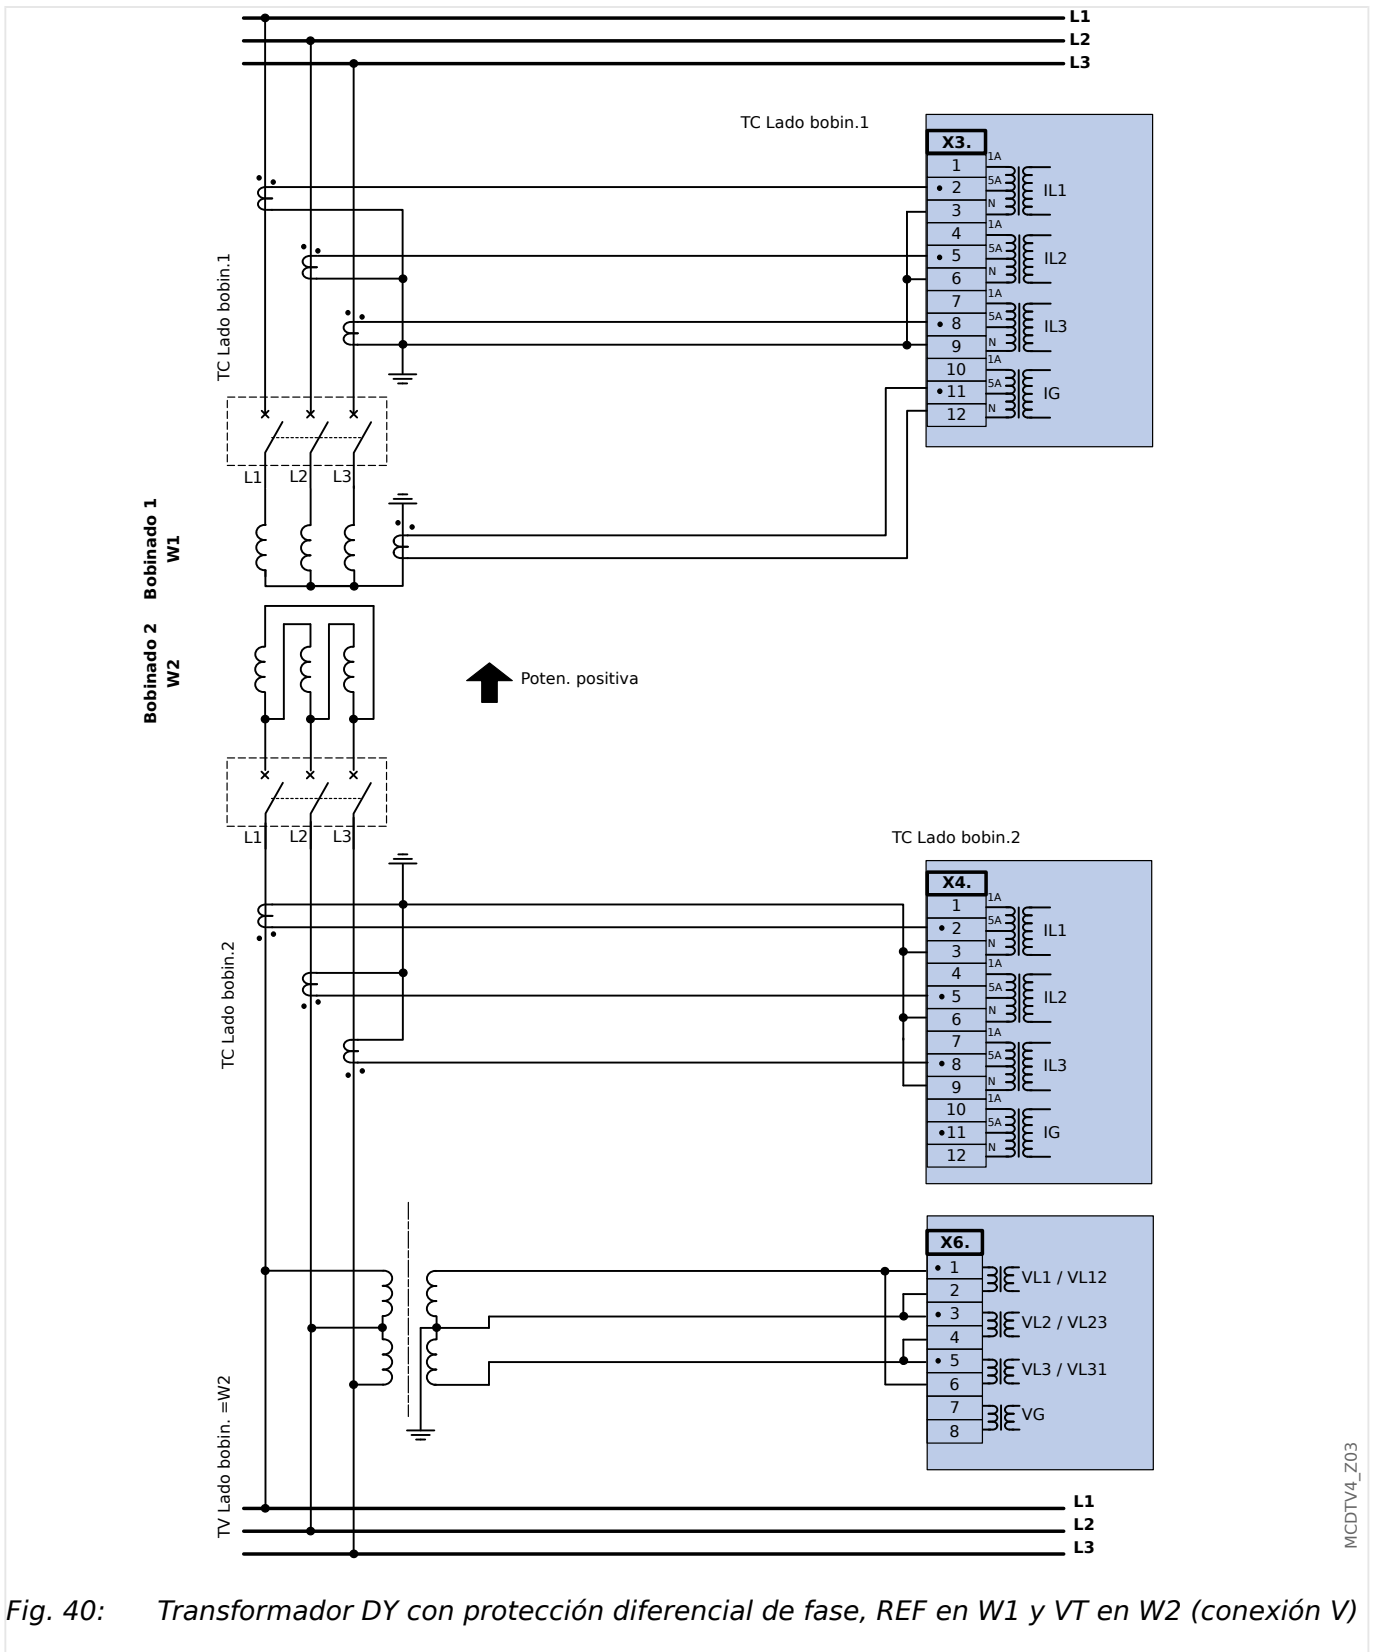 L1
L2
L3
TC Lado bobin.1
X3.
1
1A
2
5A
IL1
3
N
4
1A
5
5A
IL2
6
N
7
1A
8
5A
IL3
9
N
10
1A
11
5A
IG
12
N
TC Lado bobin.1
L1 L2 L3
Bobinado 1
W1
Bobinado 2
W2
Poten. positiva
L1 L2 L3
TC Lado bobin.2
X4.
1
1A
2
5A
IL1
3
N
4
1A
5
5A
IL2
6
N
7
1A
8
5A
IL3
9
N
10
1A
11
5A
IG
12
N
TC Lado bobin.2
X6.
1
VL1 / VL12
2
3
VL2 / VL23
4
5
VL3 / VL31
6
7
VG
8
TV Lado bobin. =W2
L1
L2
L3
MCDTV4_Z03
Fig. 40: Transformador DY con protección diferencial de fase, REF en W1 y VT en W2 (conexión V)